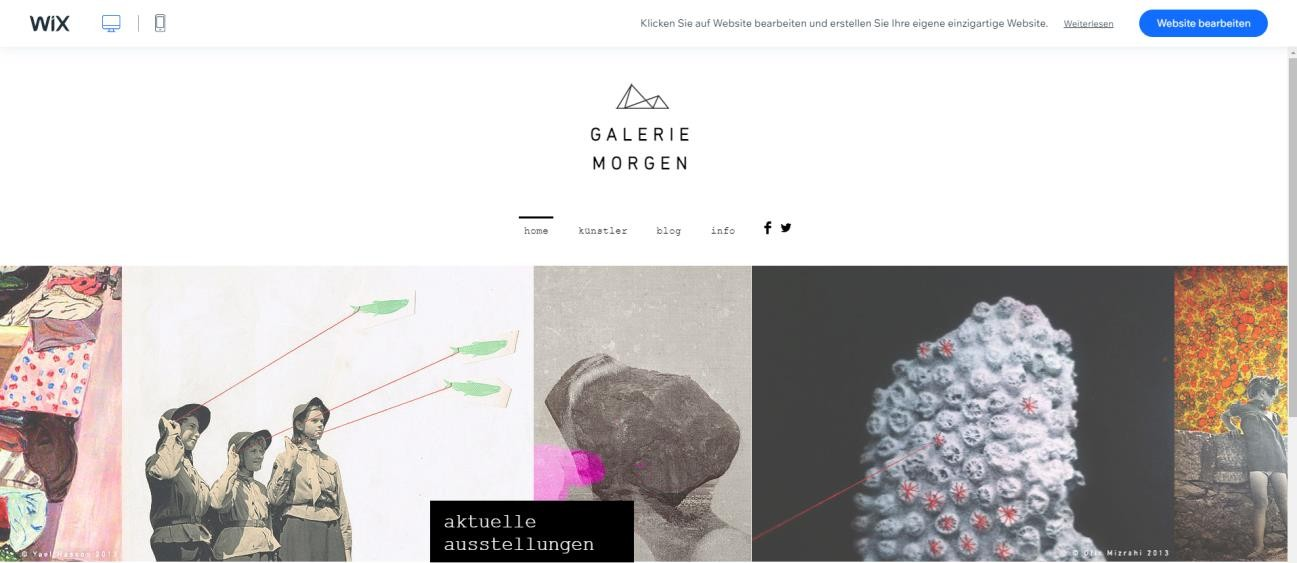 WiX
Klicken Sie auf Website bearbeiten und erstellen Sie Ihre eigene einzigartige Website.
Weiterlesen
Website bearbeiten
GALERIE
MORGEN
home
künstler
blog
info
aktuelle
ausstellungen
© Yael Hasson 2013
© Ofir Mizrahi 2013